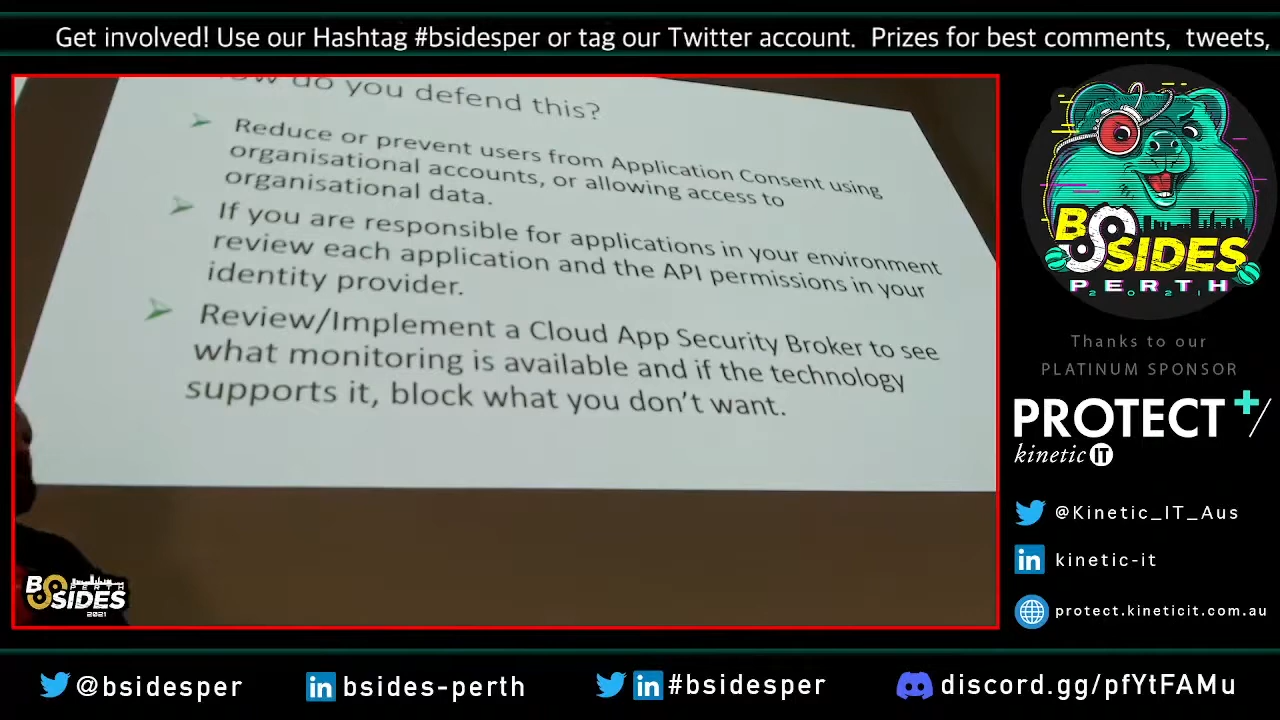 Get involved! Use our Hashtag #bsidesper or tag our Twitter account. Prizes for best comments, tweets,
do you defend this?
Reduce or prevent users from Application Consent using
organisational accounts, or allowing access to
organisational data.
If you are responsible for applications in your environment
review each application and the API permissions in your
identity provider.
Review/Implement a Cloud App Security Broker to see
what monitoring is available and if the technology
supports it, block what you don't want.
BSIDES
PERTH
2021
BSIDES
PERTH
2021
Thanks to our
PLATINUM SPONSOR
PROTECT+/
kinetic IT
@Kinetic_IT_Aus
kinetic-it
protect.kineticit.com.au
@bsidesper
bsides-perth
#bsidesper
discord.gg/pfYtFAMu